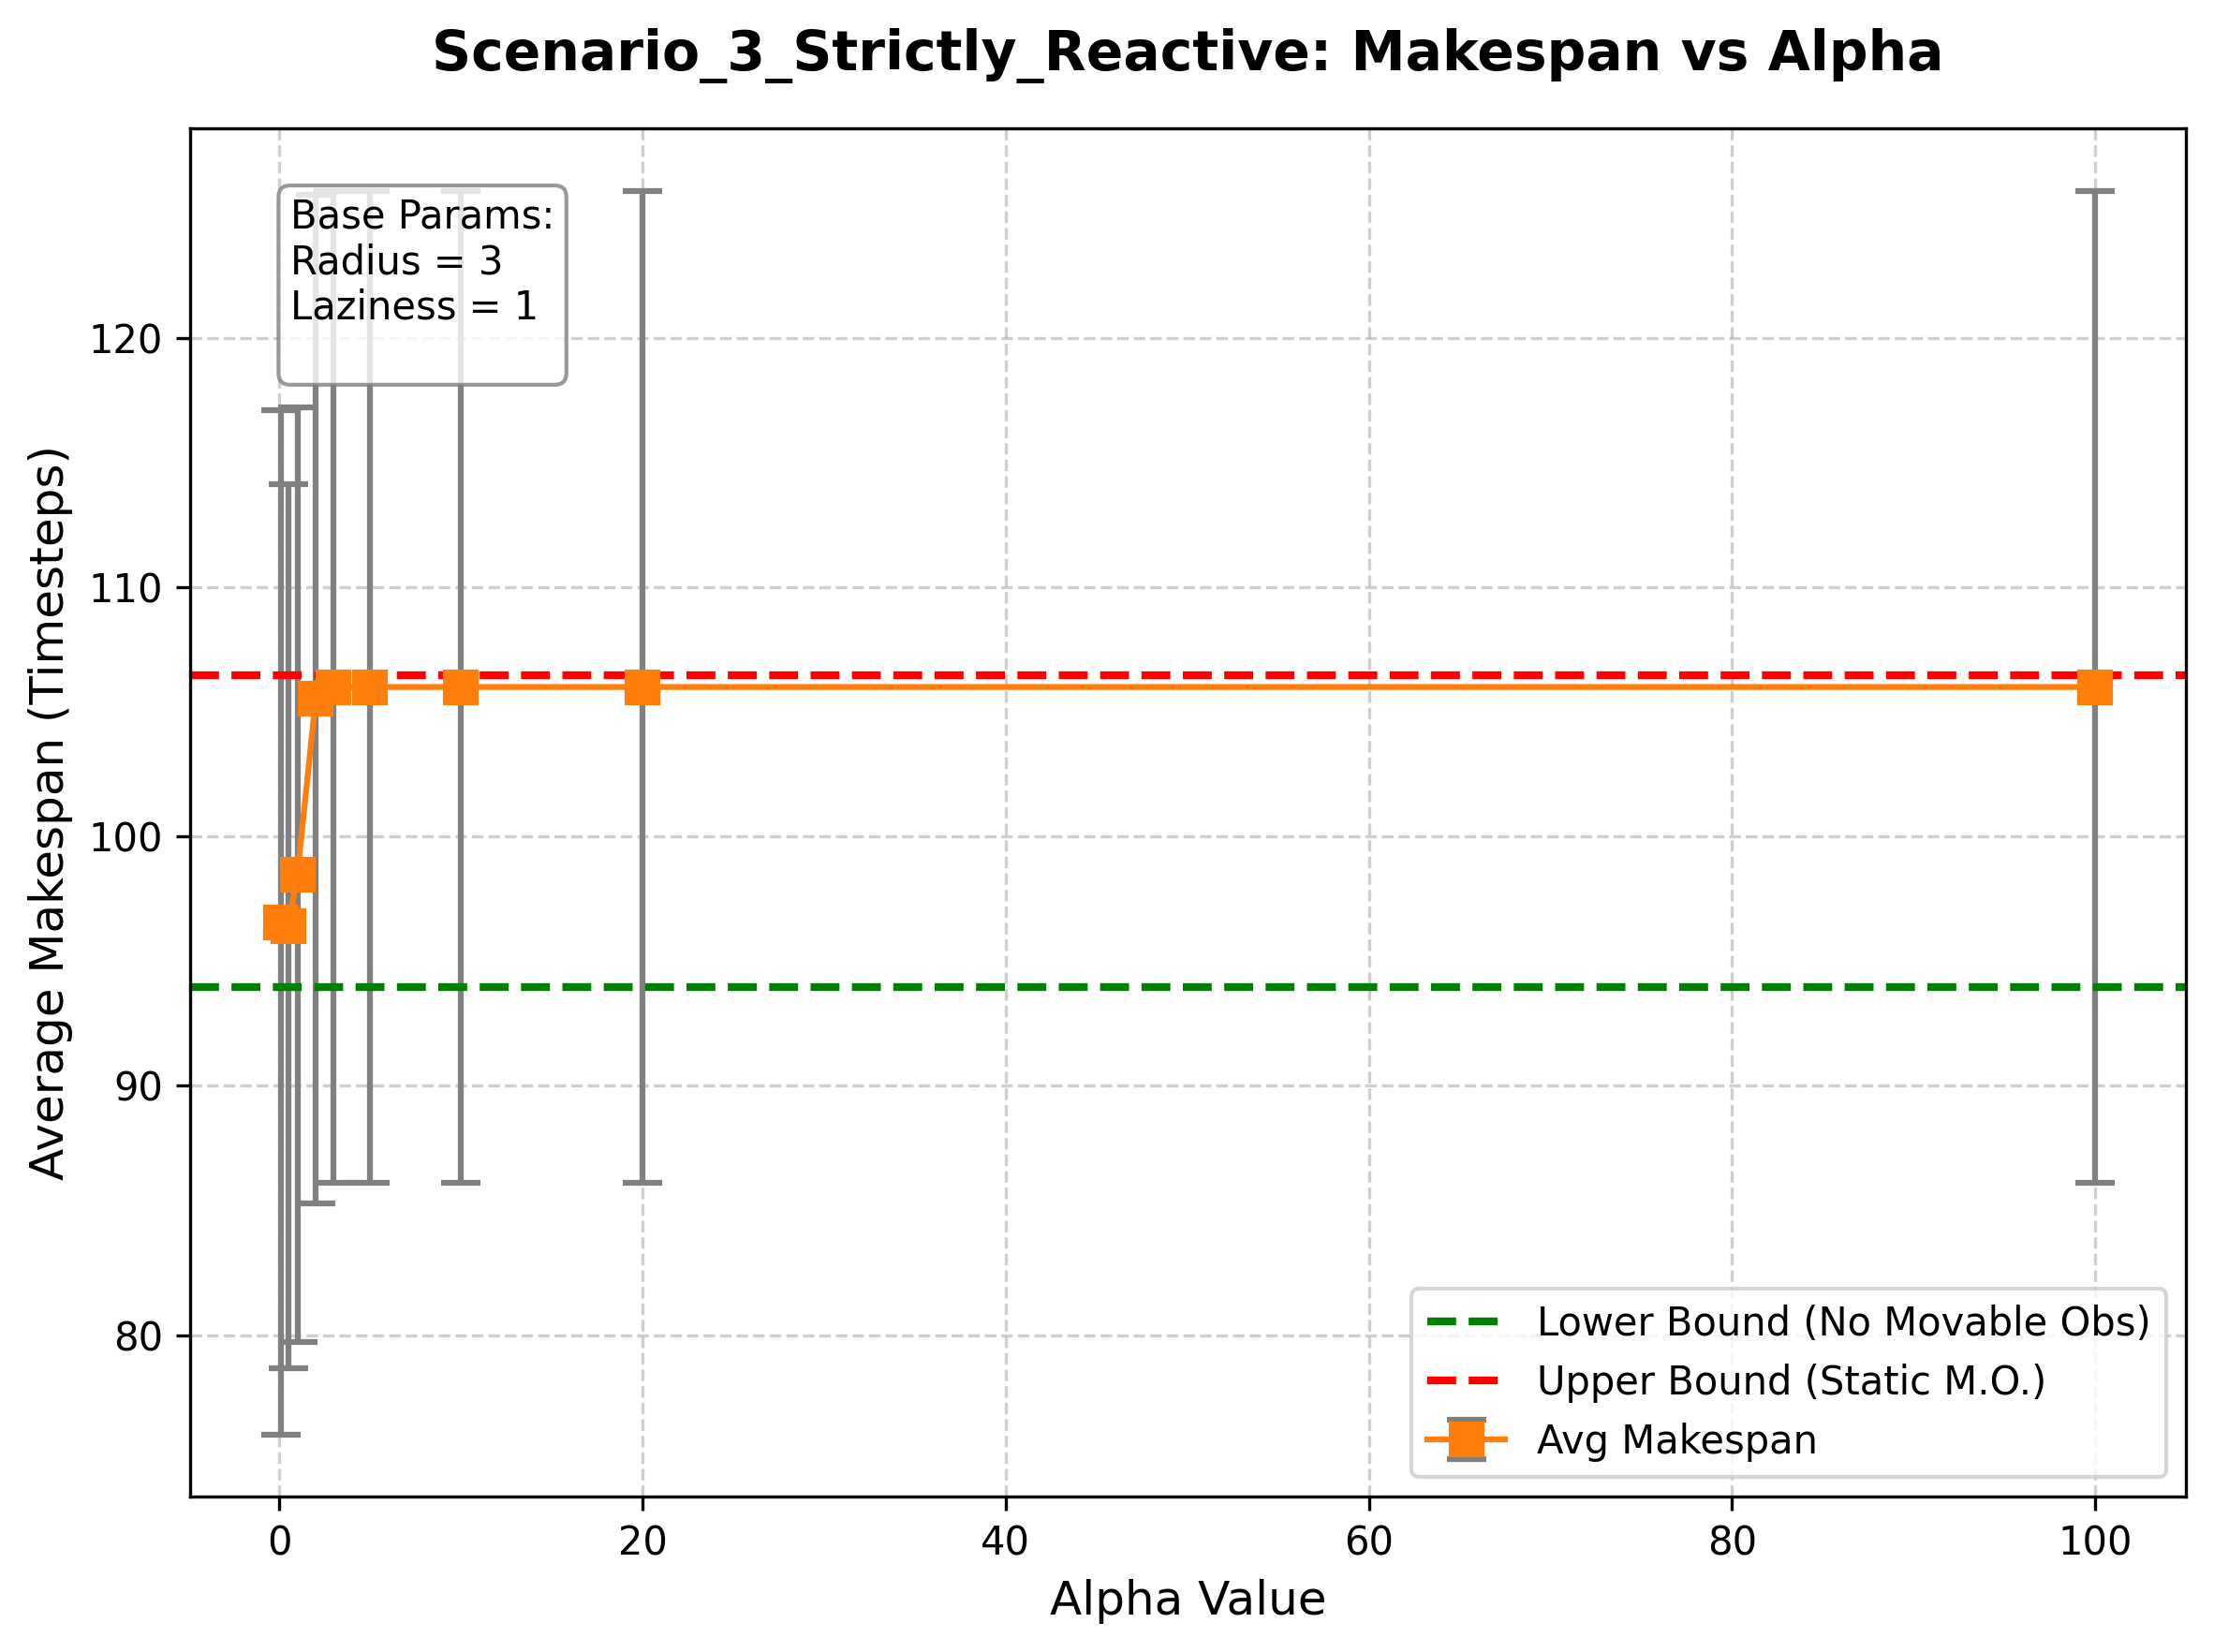 Scenario_3_Strictly_Reactive: Makespan vs Alpha
Base Params:
Radius = 3
Laziness = 1
120
110
100
90
80
Average Makespan (Timesteps)
Lower Bound (No Movable Obs)
Upper Bound (Static M.O.)
Avg Makespan
0
20
40
60
80
100
Alpha Value